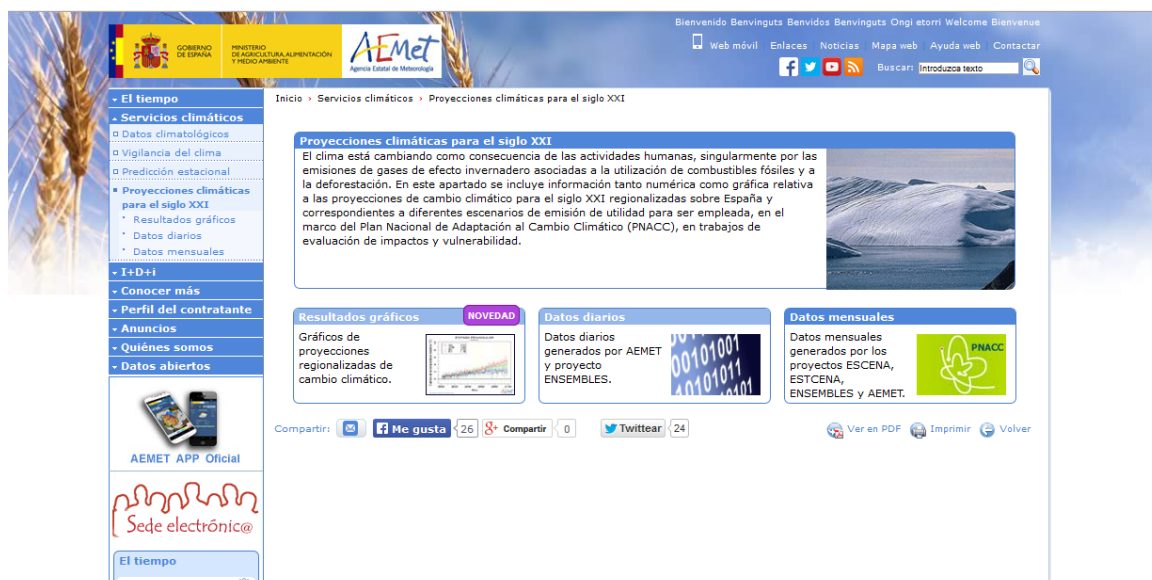 Bienvenido Benvinguts Benvidos Benvinguts Ongi etorri Welcome Bienvenue
GOBIERNO
DE ESPAÑA
MINISTERIO
DE AGRICULTURA, ALIMENTACIÓN
Y MEDIO AMBIENTE
AEMet
Agencia Estatal de Meteorología
Web móvil Enlaces Noticias Mapa web Ayuda web Contactar
Buscar: Introduzca texto
El tiempo
Servicios climáticos
Datos climatológicos
Vigilancia del clima
Predicción estacional
Proyecciones climáticas
para el siglo XXI
Resultados gráficos
Datos diarios
Datos mensuales
I+D+i
Conocer más
Perfil del contratante
Anuncios
Quiénes somos
Datos abiertos
AEMET APP Oficial
Sede electrónic@
El tiempo
Inicio › Servicios climáticos › Proyecciones climáticas para el siglo XXI
Proyecciones climáticas para el siglo XXI
El clima está cambiando como consecuencia de las actividades humanas, singularmente por las
emisiones de gases de efecto invernadero asociadas a la utilización de combustibles fósiles y a
la deforestación. En este apartado se incluye información tanto numérica como gráfica relativa
a las proyecciones de cambio climático para el siglo XXI regionalizadas sobre España y
correspondientes a diferentes escenarios de emisión de utilidad para ser empleada, en el
marco del Plan Nacional de Adaptación al Cambio Climático (PNACC), en trabajos de
evaluación de impactos y vulnerabilidad.
Resultados gráficos NOVEDAD
Gráficos de
proyecciones
regionalizadas de
cambio climático.
Datos diarios
Datos diarios
generados por AEMET
y proyecto
ENSEMBLES.
00101001
00101011
10101101
Datos mensuales
Datos mensuales
generados por los
proyectos ESCENA,
ESTCENA,
ENSEMBLES y AEMET.
PNACC
Compartir: Me gusta 26 Compartir 0 Twittear 24
Ver en PDF Imprimir Volver